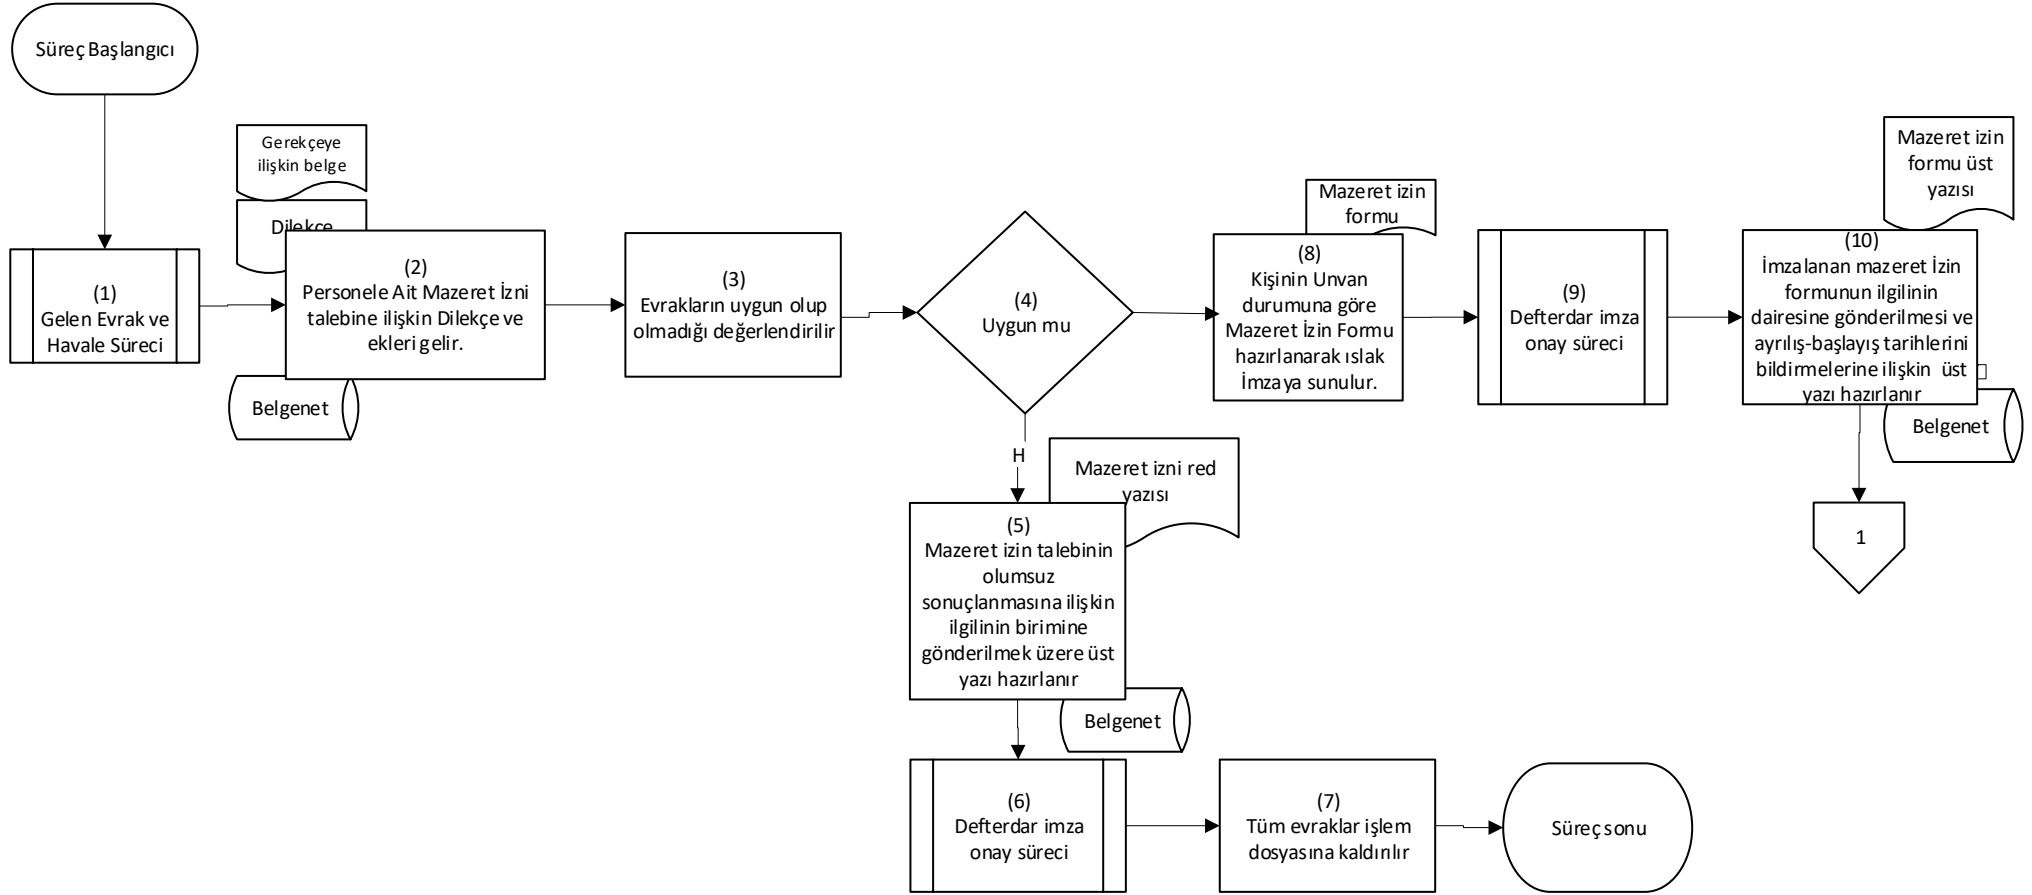 Süreç Başlangıcı
Gerekçeye
ilişkin belge
Dilekçe
(1)
Gelen Evrak ve
Havale Süreci
(2)
Personele Ait Mazeret İzni
talebine ilişkin Dilekçe ve
ekleri gelir.
Belgenet
(3)
Evrakların uygun olup
olmadığı değerlendirilir
(4)
Uygun mu
H
Mazeret izni red
yazısı
(5)
Mazeret izin talebinin
olumsuz
sonuçlanmasına ilişkin
ilgilinin birimine
gönderilmek üzere üst
yazı hazırlanır
Belgenet
(6)
Defterdar imza
onay süreci
(7)
Tüm evraklar işlem
dosyasına kaldırılır
Süreç sonu
Mazeret izin
formu
(8)
Kişinin Unvan
durumuna göre
Mazeret İzin Formu
hazırlanarak ıslak
İmzaya sunulur.
(9)
Defterdar imza
onay süreci
Mazeret izin
formu üst
yazısı
(10)
İmzalanan mazeret İzin
formunun ilgilinin
dairesine gönderilmesi ve
ayrılış-başlayış tarihlerini
bildirmelerine ilişkin  üst
yazı hazırlanır
Belgenet
1